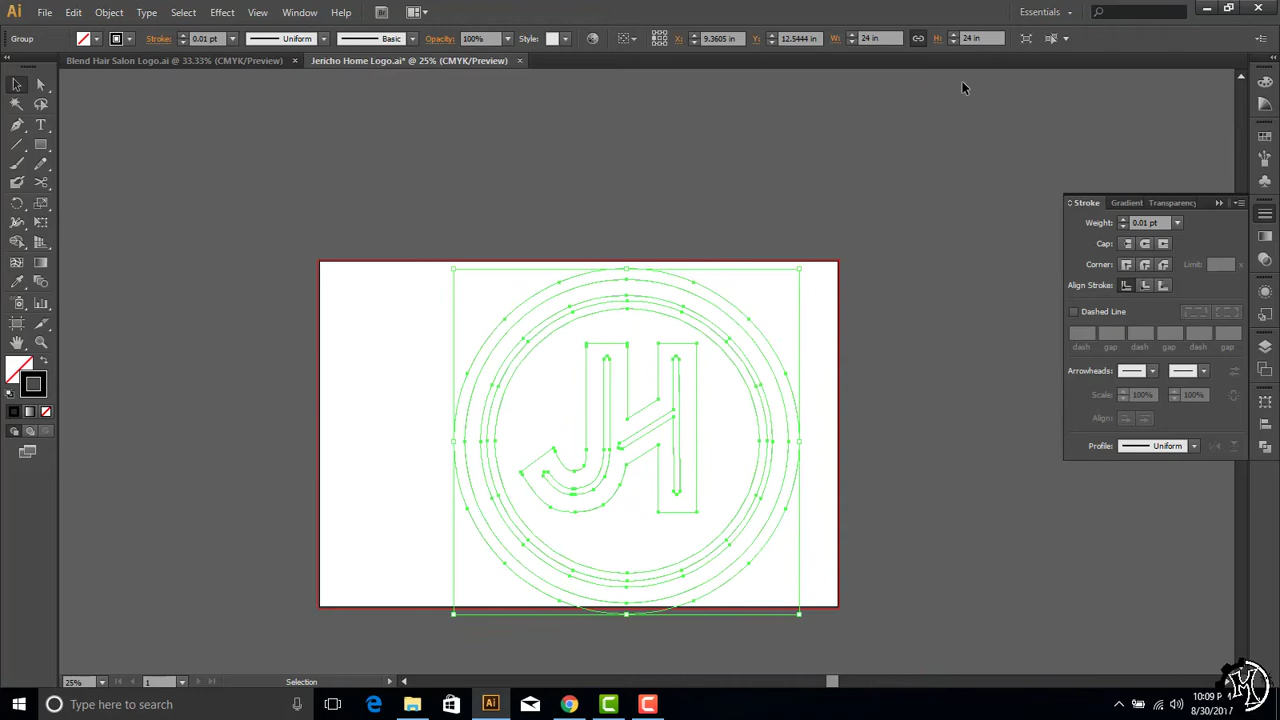 Ai File Edit Object Type Select Effect View Window Help Br Essentials
Group Stroke: 0.01 pt Uniform Basic Opacity: 100% Style: X: 9.3605 in Y: 12.5444 in W: 24 in H: 24 in
Blend Hair Salon Logo.ai @ 33.33% (CMYK/Preview) × Jericho Home Logo.ai* @ 25% (CMYK/Preview) ×
Stroke Gradient Transparency
Weight: 0.01 pt
Cap:
Corner: Limit: x
Align Stroke:
Dashed Line
dash gap dash gap dash gap
Arrowheads:
Scale: 100% 100%
Align:
Profile: Uniform
JH
25% 1 Selection
Type here to search
Ai
10:09 P
8/30/2017